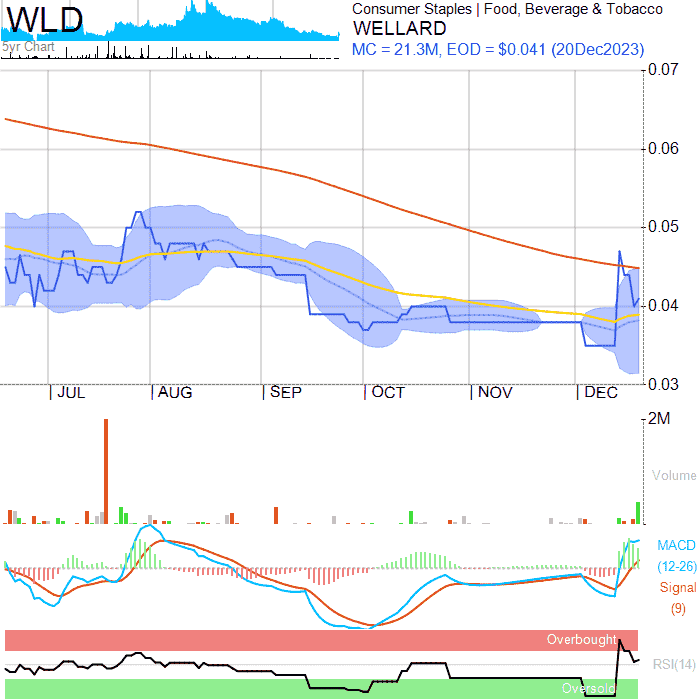 WLD
5yr Chart
Consumer Staples | Food, Beverage & Tobacco
WELLARD
MC = 21.3M, EOD = $0.041 (20Dec2023)
0.07
0.06
0.05
0.04
0.03
JUL AUG SEP OCT NOV DEC
2M
Volume
MACD
(12-26)
Signal
(9)
Overbought
RSI(14)
Oversold